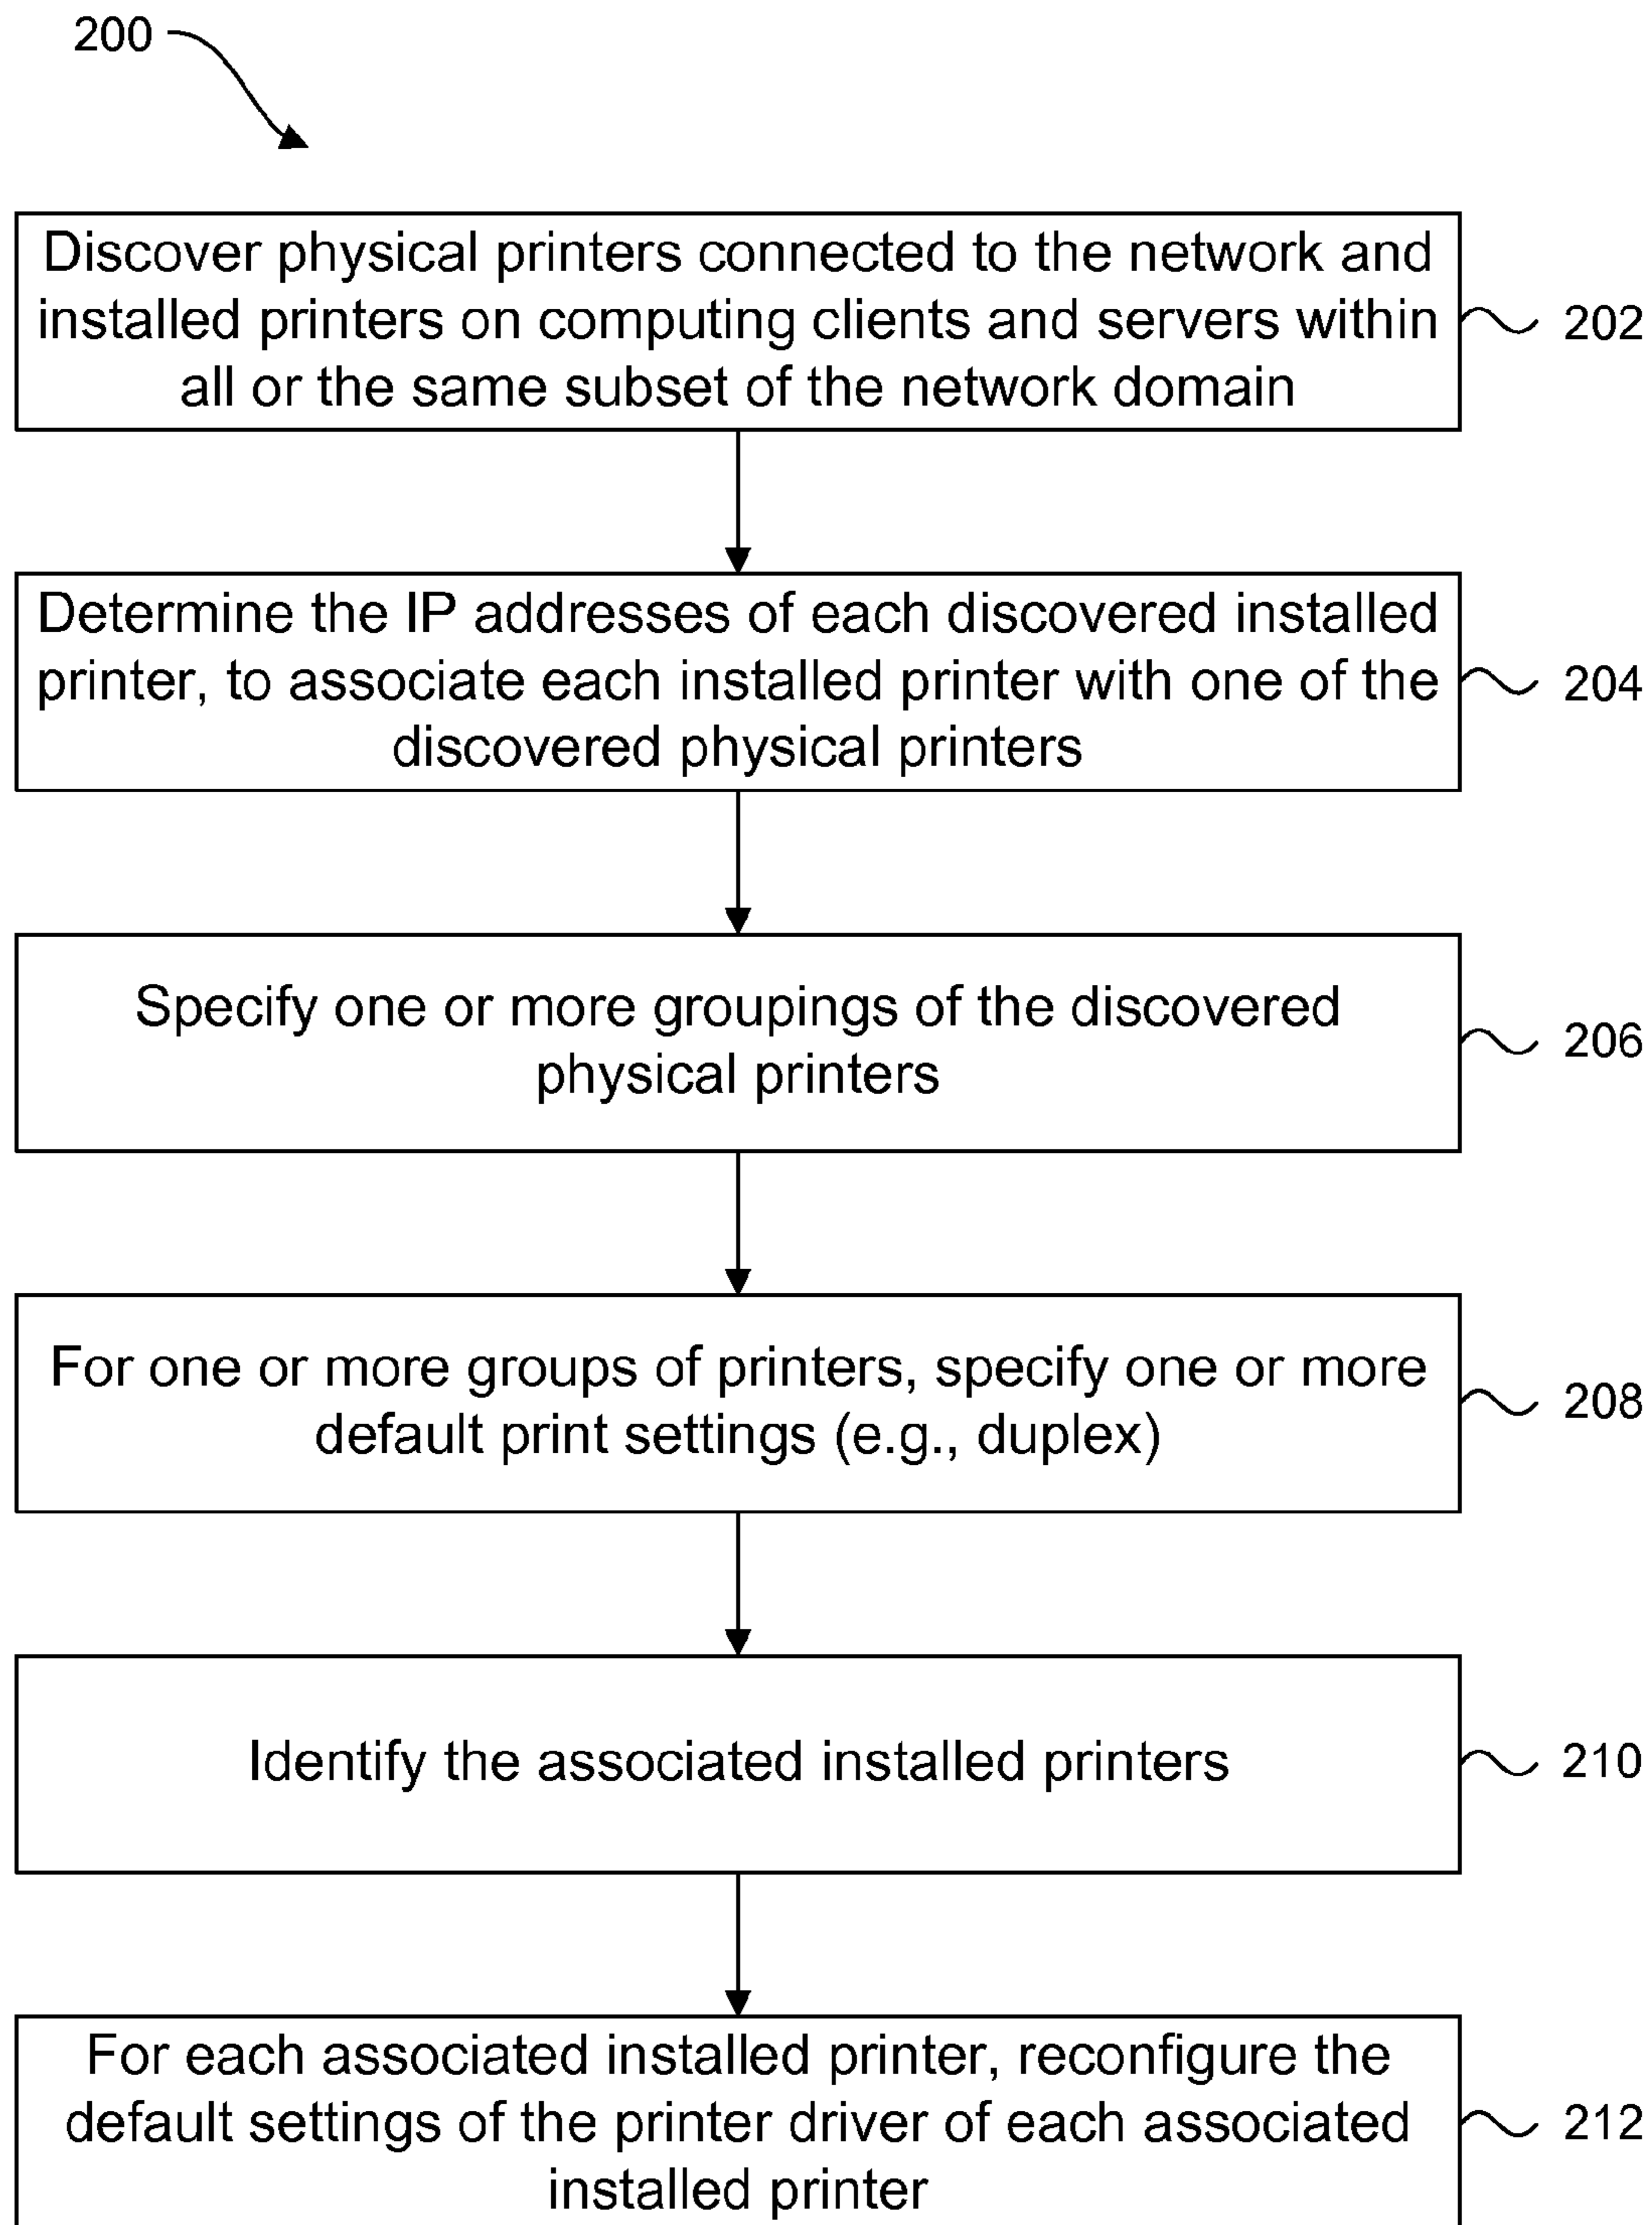 200
Discover physical printers connected to the network and
installed printers on computing clients and servers within
all or the same subset of the network domain
202
Determine the IP addresses of each discovered installed
printer, to associate each installed printer with one of the
discovered physical printers
204
Specify one or more groupings of the discovered
physical printers
206
For one or more groups of printers, specify one or more
default print settings (e.g., duplex)
208
Identify the associated installed printers
210
For each associated installed printer, reconfigure the
default settings of the printer driver of each associated
installed printer
212